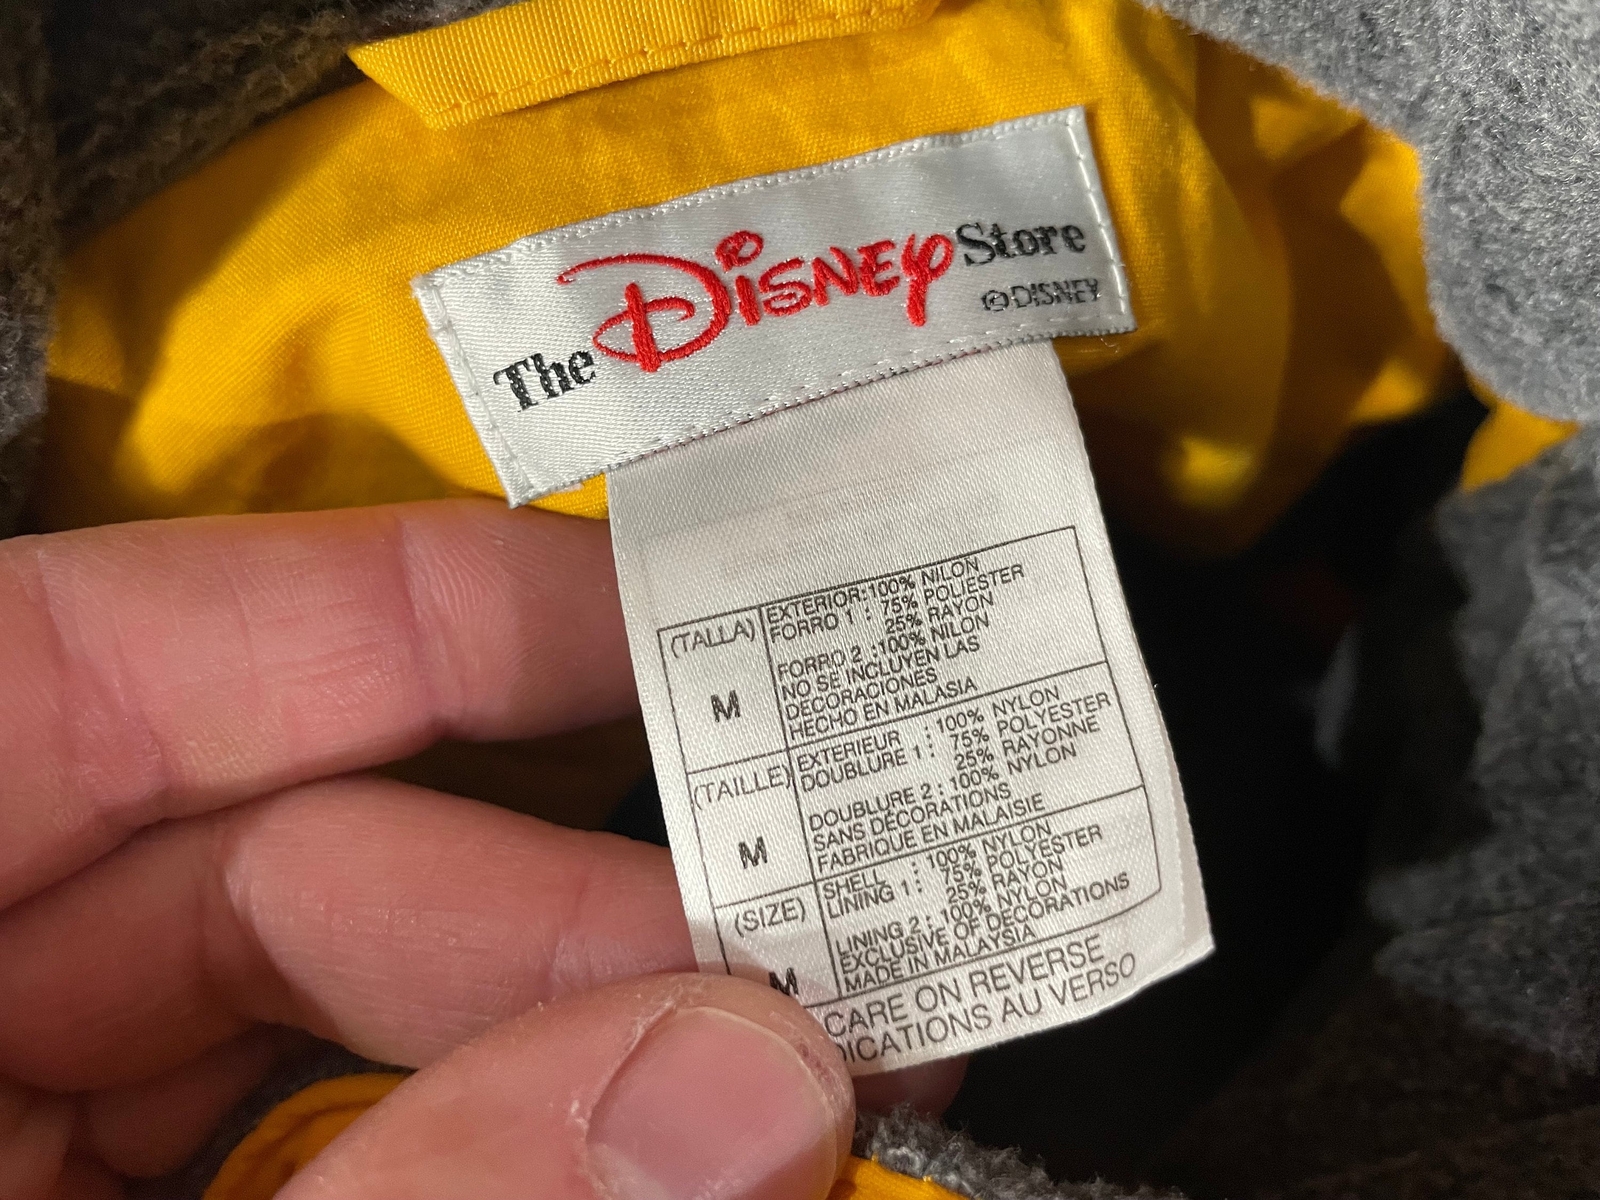 The Disney Store
© DISNEY
(TALLA)
M
EXTERIOR:100% NILON
FORRO 1 : 75% POLIESTER
25% RAYON
FORRO 2 :100% NILON
NO SE INCLUYEN LAS
DECORACIONES
HECHO EN MALASIA
(TAILLE)
M
EXTERIEUR : 100% NYLON
DOUBLURE 1 : 75% POLYESTER
25% RAYONNE
DOUBLURE 2 : 100% NYLON
SANS DÉCORATIONS
FABRIQUE EN MALAISIE
(SIZE)
M
SHELL : 100% NYLON
LINING 1 : 75% POLYESTER
25% RAYON
LINING 2 : 100% NYLON
EXCLUSIVE OF DECORATIONS
MADE IN MALAYSIA
CARE ON REVERSE
DICATIONS AU VERSO